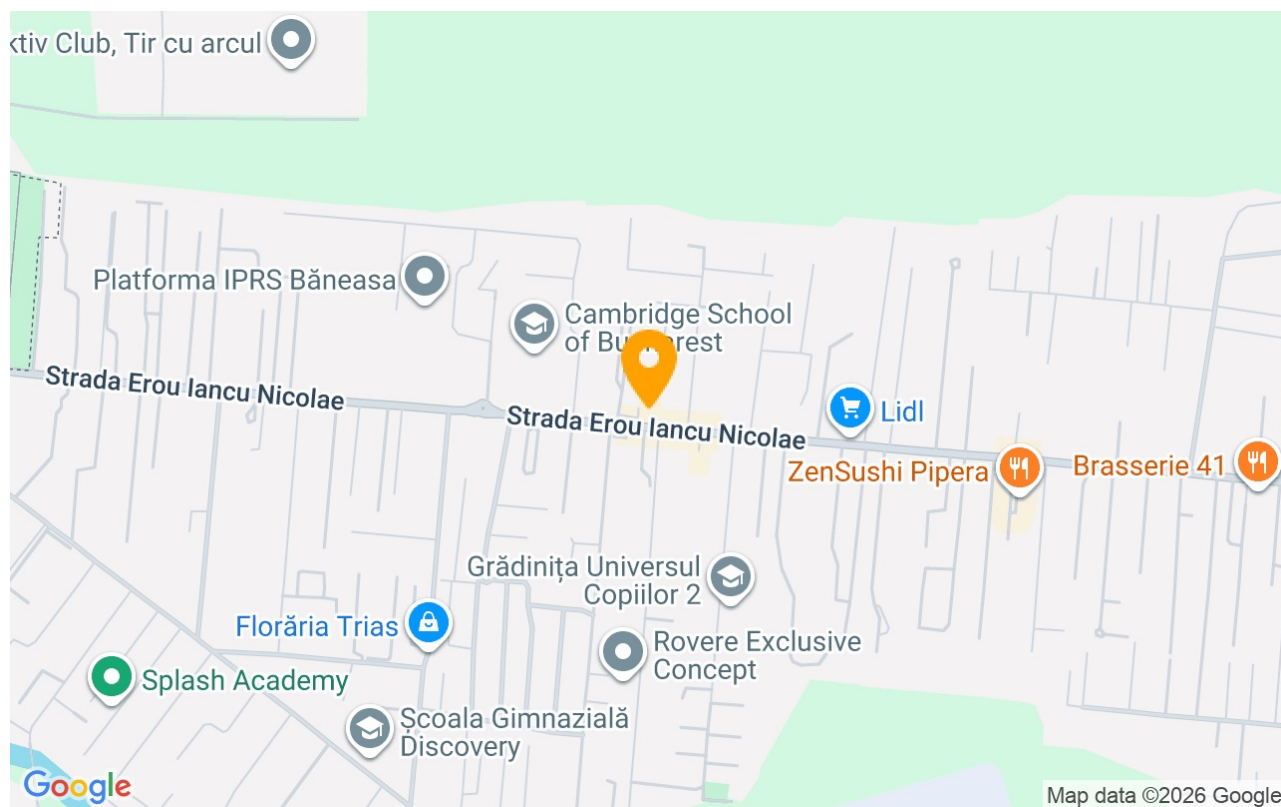 ktiv Club, Tir cu arcul
Platforma IPRS Băneasa
Cambridge School
of Bucharest
Strada Erou Iancu Nicolae
Strada Erou Iancu Nicolae
Lidl
ZenSushi Pipera
Brasserie 41
Grădinița Universul
Copiilor 2
Florăria Trias
Rovere Exclusive
Concept
Splash Academy
Școala Gimnazială
Discovery
Google
Map data ©2026 Google